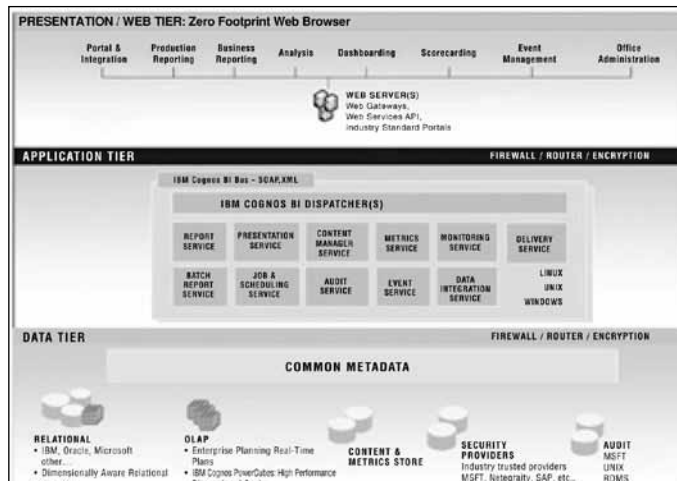 PRESENTATION / WEB TIER: Zero Footprint Web Browser
Portal & Integration
Production Reporting
Business Reporting
Analysis
Dashboarding
Scorecarding
Event Management
Office Administration
WEB SERVER(S)
Web Gateways,
Web Services API,
Industry Standard Portals
APPLICATION TIER
FIREWALL / ROUTER / ENCRYPTION
IBM Cognos BI Bus - SOAP,XML
IBM COGNOS BI DISPATCHER(S)
REPORT SERVICE
PRESENTATION SERVICE
CONTENT MANAGER SERVICE
METRICS SERVICE
MONITORING SERVICE
DELIVERY SERVICE
BATCH REPORT SERVICE
JOB & SCHEDULING SERVICE
AUDIT SERVICE
EVENT SERVICE
DATA INTEGRATION SERVICE
LINUX
UNIX
WINDOWS
DATA TIER
FIREWALL / ROUTER / ENCRYPTION
COMMON METADATA
RELATIONAL
• IBM, Oracle, Microsoft
other...
• Dimensionally Aware Relational
OLAP
• Enterprise Planning Real-Time
Plans
• IBM Cognos PowerCubes: High Performance
CONTENT &
METRICS STORE
SECURITY
PROVIDERS
Industry trusted providers
MSFT, Netegrity, SAP, etc...
AUDIT
MSFT
UNIX
RDMS